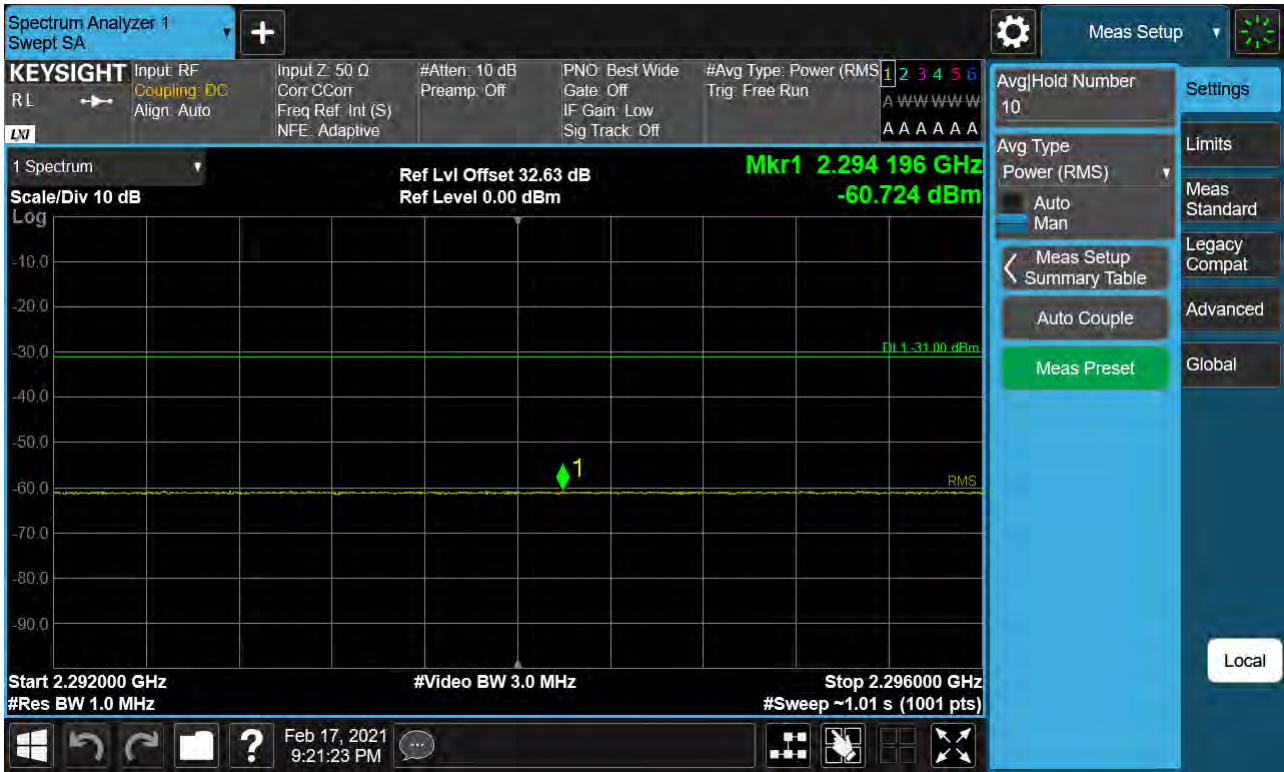 Spectrum Analyzer 1
Swept SA
+
Meas Setup
KEYSIGHT
RL
LXI
Input: RF
Coupling: DC
Align: Auto
Input Z: 50 Ω
Corr CCorr
Freq Ref: Int (S)
NFE: Adaptive
#Atten: 10 dB
Preamp: Off
PNO: Best Wide
Gate: Off
IF Gain: Low
Sig Track: Off
#Avg Type: Power (RMS
Trig: Free Run
1 2 3 4 5 6
A W W W W W
A A A A A A
1 Spectrum
Scale/Div 10 dB
Log
Ref Lvl Offset 32.63 dB
Ref Level 0.00 dBm
Mkr1 2.294 196 GHz
-60.724 dBm
-10.0
-20.0
-30.0
DL1 -31.00 dBm
-40.0
-50.0
1
-60.0
RMS
-70.0
-80.0
-90.0
Start 2.292000 GHz
#Res BW 1.0 MHz
#Video BW 3.0 MHz
Stop 2.296000 GHz
#Sweep ~1.01 s (1001 pts)
?
Feb 17, 2021
9:21:23 PM
Avg|Hold Number
10
Avg Type
Power (RMS)
Auto
Man
Meas Setup
Summary Table
Auto Couple
Meas Preset
Settings
Limits
Meas
Standard
Legacy
Compat
Advanced
Global
Local